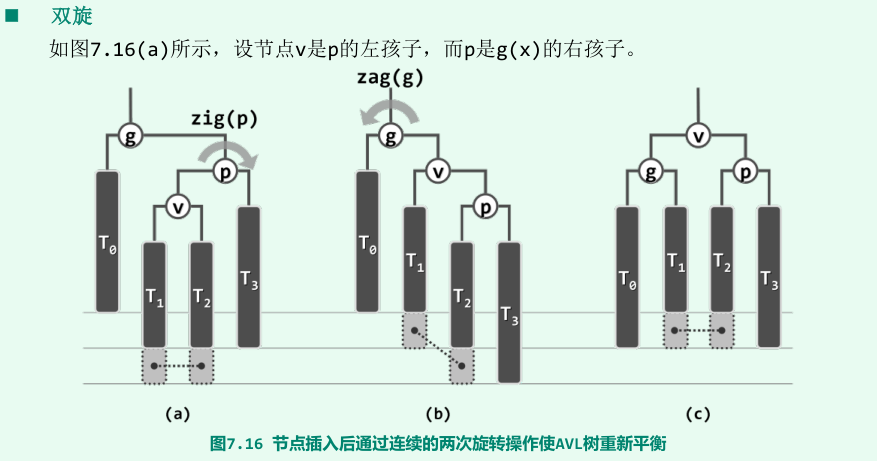 双旋
如图7.16(a)所示，设节点v是p的左孩子，而p是g(x)的右孩子。
zag(g)
zig(p)
g
g
v
p
v
g
p
v
p
T0
T1
T2
T3
T0
T1
T2
T3
T0
T1
T2
T3
(a)
(b)
(c)
图7.16 节点插入后通过连续的两次旋转操作使AVL树重新平衡